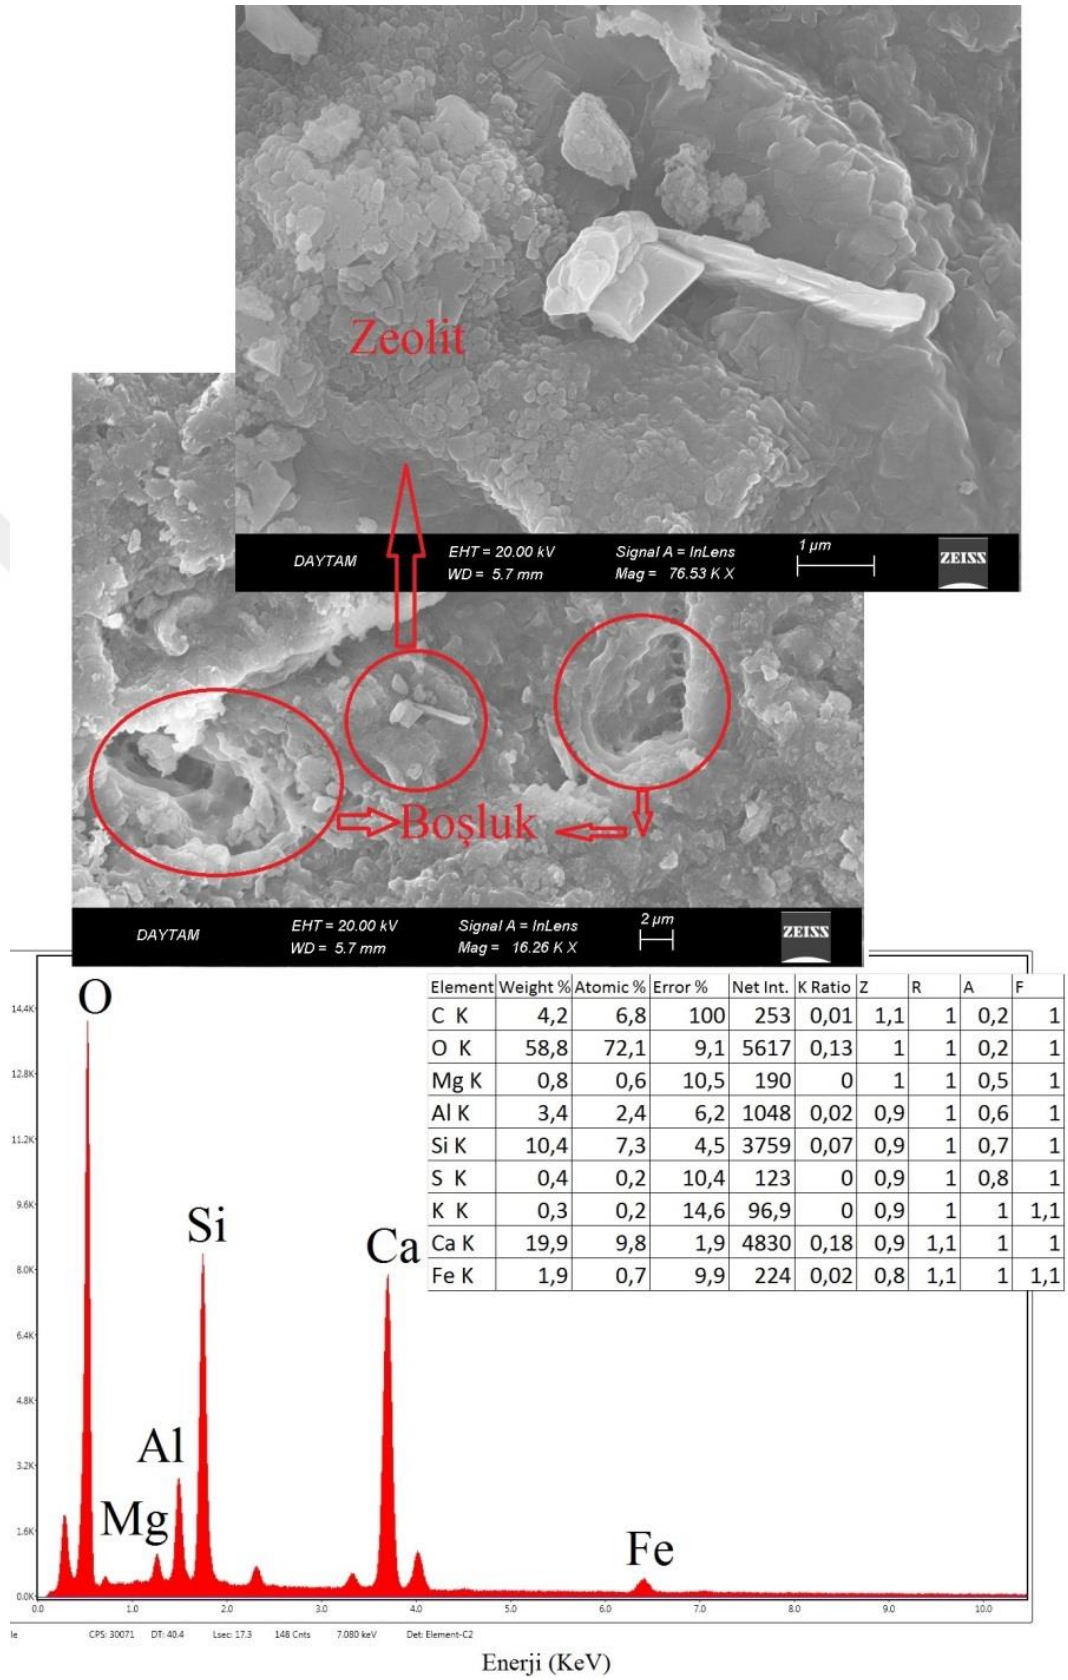 Zeolit
DAYTAM
EHT = 20.00 kV
WD = 5.7 mm
Signal A = InLens
Mag = 76.53 K X
1 µm
ZEISS
Boşluk
DAYTAM
EHT = 20.00 kV
WD = 5.7 mm
Signal A = InLens
Mag = 16.26 K X
2 µm
ZEISS
Element Weight % Atomic % Error % Net Int. K Ratio Z R A F
C K 4,2 6,8 100 253 0,01 1,1 1 0,2 1
O K 58,8 72,1 9,1 5617 0,13 1 1 0,2 1
Mg K 0,8 0,6 10,5 190 0 1 1 0,5 1
Al K 3,4 2,4 6,2 1048 0,02 0,9 1 0,6 1
Si K 10,4 7,3 4,5 3759 0,07 0,9 1 0,7 1
S K 0,4 0,2 10,4 123 0 0,9 1 0,8 1
K K 0,3 0,2 14,6 96,9 0 0,9 1 1 1,1
Ca K 19,9 9,8 1,9 4830 0,18 0,9 1,1 1 1
Fe K 1,9 0,7 9,9 224 0,02 0,8 1,1 1 1,1
O
Si
Ca
Al
Mg
Fe
14.4K
12.8K
11.2K
9.6K
8.0K
6.4K
4.8K
3.2K
1.6K
0.0K
0.0 1.0 2.0 3.0 4.0 5.0 6.0 7.0 8.0 9.0 10.0
le CPS: 30071 DT: 40.4 Lsec: 17.3 148 Cnts 7.080 keV Det: Element-C2
Enerji (KeV)